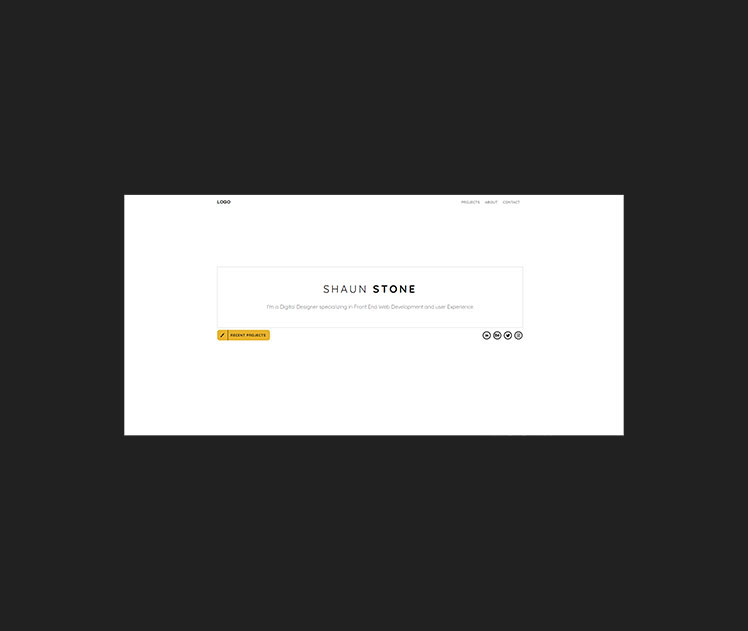 LOGO
PROJECTS ABOUT CONTACT
SHAUN STONE
I'm a Digital Designer specializing in Front End Web Development and user Experience
RECENT PROJECTS